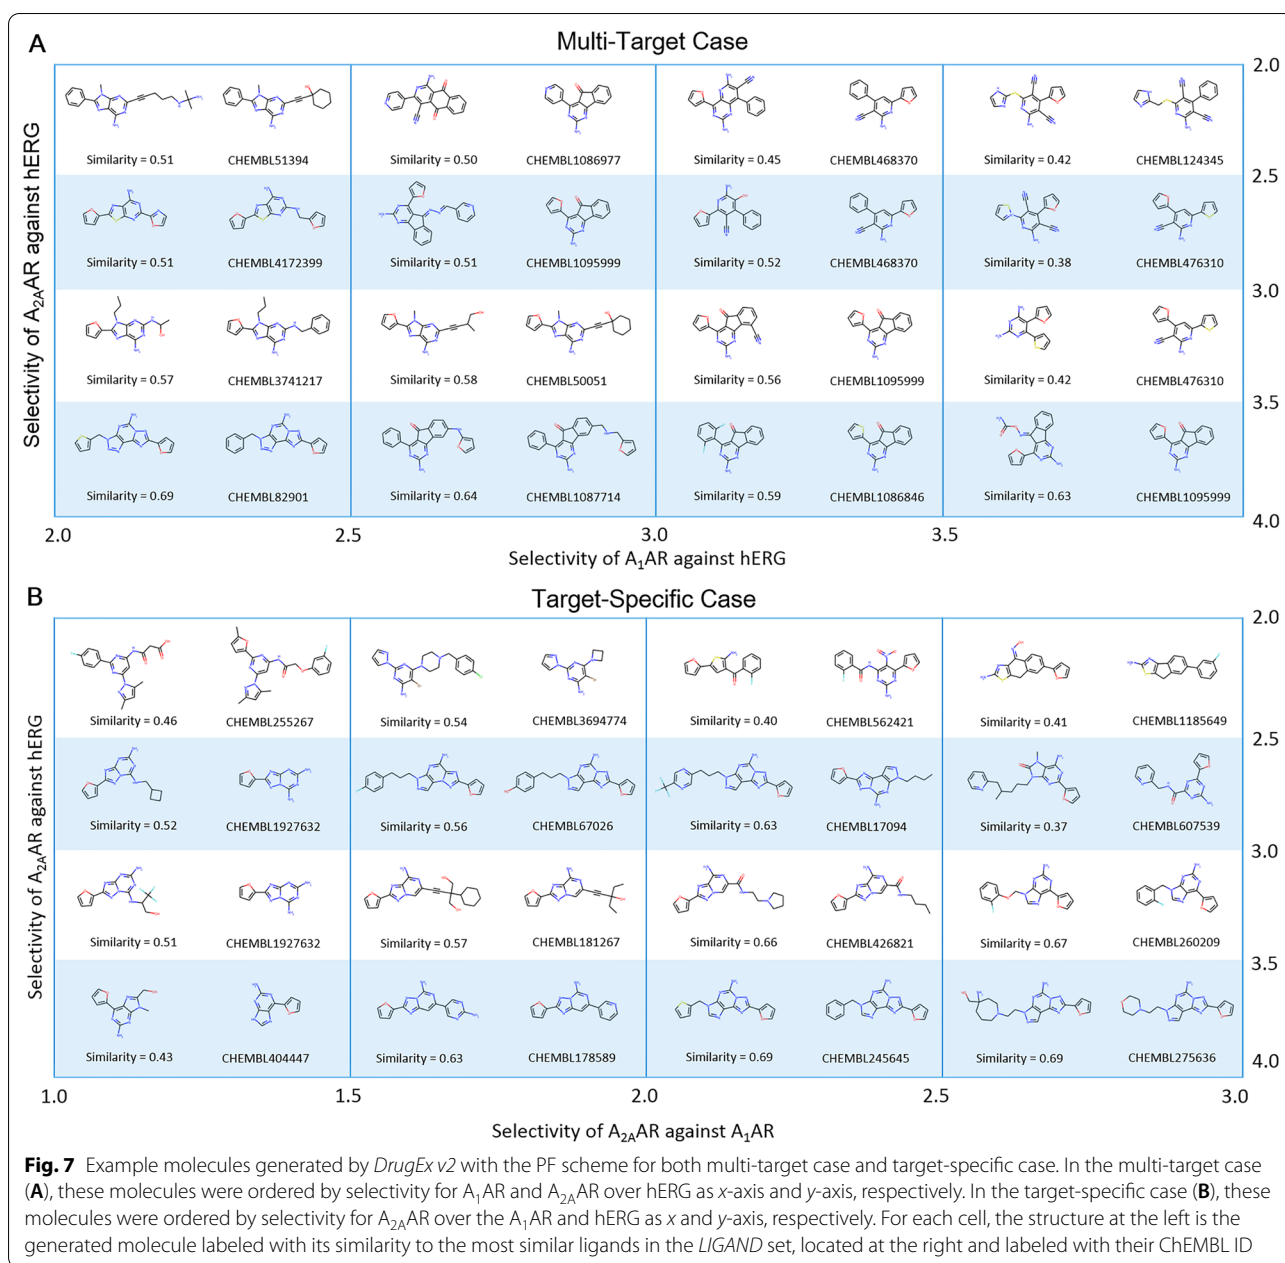 A
Multi-Target Case
Selectivity of A2AAR against hERG
2.0
Similarity = 0.51 CHEMBL51394 Similarity = 0.50 CHEMBL1086977 Similarity = 0.45 CHEMBL468370 Similarity = 0.42 CHEMBL124345
2.5
Similarity = 0.51 CHEMBL4172399 Similarity = 0.51 CHEMBL1095999 Similarity = 0.52 CHEMBL468370 Similarity = 0.38 CHEMBL476310
3.0
Similarity = 0.57 CHEMBL3741217 Similarity = 0.58 CHEMBL50051 Similarity = 0.56 CHEMBL1095999 Similarity = 0.42 CHEMBL476310
3.5
Similarity = 0.69 CHEMBL82901 Similarity = 0.64 CHEMBL1087714 Similarity = 0.59 CHEMBL1086846 Similarity = 0.63 CHEMBL1095999
4.0
2.0 2.5 3.0 3.5
Selectivity of A1AR against hERG
B
Target-Specific Case
Selectivity of A2AAR against hERG
2.0
Similarity = 0.46 CHEMBL255267 Similarity = 0.54 CHEMBL3694774 Similarity = 0.40 CHEMBL562421 Similarity = 0.41 CHEMBL1185649
2.5
Similarity = 0.52 CHEMBL1927632 Similarity = 0.56 CHEMBL67026 Similarity = 0.63 CHEMBL17094 Similarity = 0.37 CHEMBL607539
3.0
Similarity = 0.51 CHEMBL1927632 Similarity = 0.57 CHEMBL181267 Similarity = 0.66 CHEMBL426821 Similarity = 0.67 CHEMBL260209
3.5
Similarity = 0.43 CHEMBL404447 Similarity = 0.63 CHEMBL178589 Similarity = 0.69 CHEMBL245645 Similarity = 0.69 CHEMBL275636
4.0
1.0 1.5 2.0 2.5 3.0
Selectivity of A2AAR against A1AR
Fig. 7 Example molecules generated by DrugEx v2 with the PF scheme for both multi-target case and target-specific case. In the multi-target case
(A), these molecules were ordered by selectivity for A1AR and A2AAR over hERG as x-axis and y-axis, respectively. In the target-specific case (B), these
molecules were ordered by selectivity for A2AAR over the A1AR and hERG as x and y-axis, respectively. For each cell, the structure at the left is the
generated molecule labeled with its similarity to the most similar ligands in the LIGAND set, located at the right and labeled with their ChEMBL ID